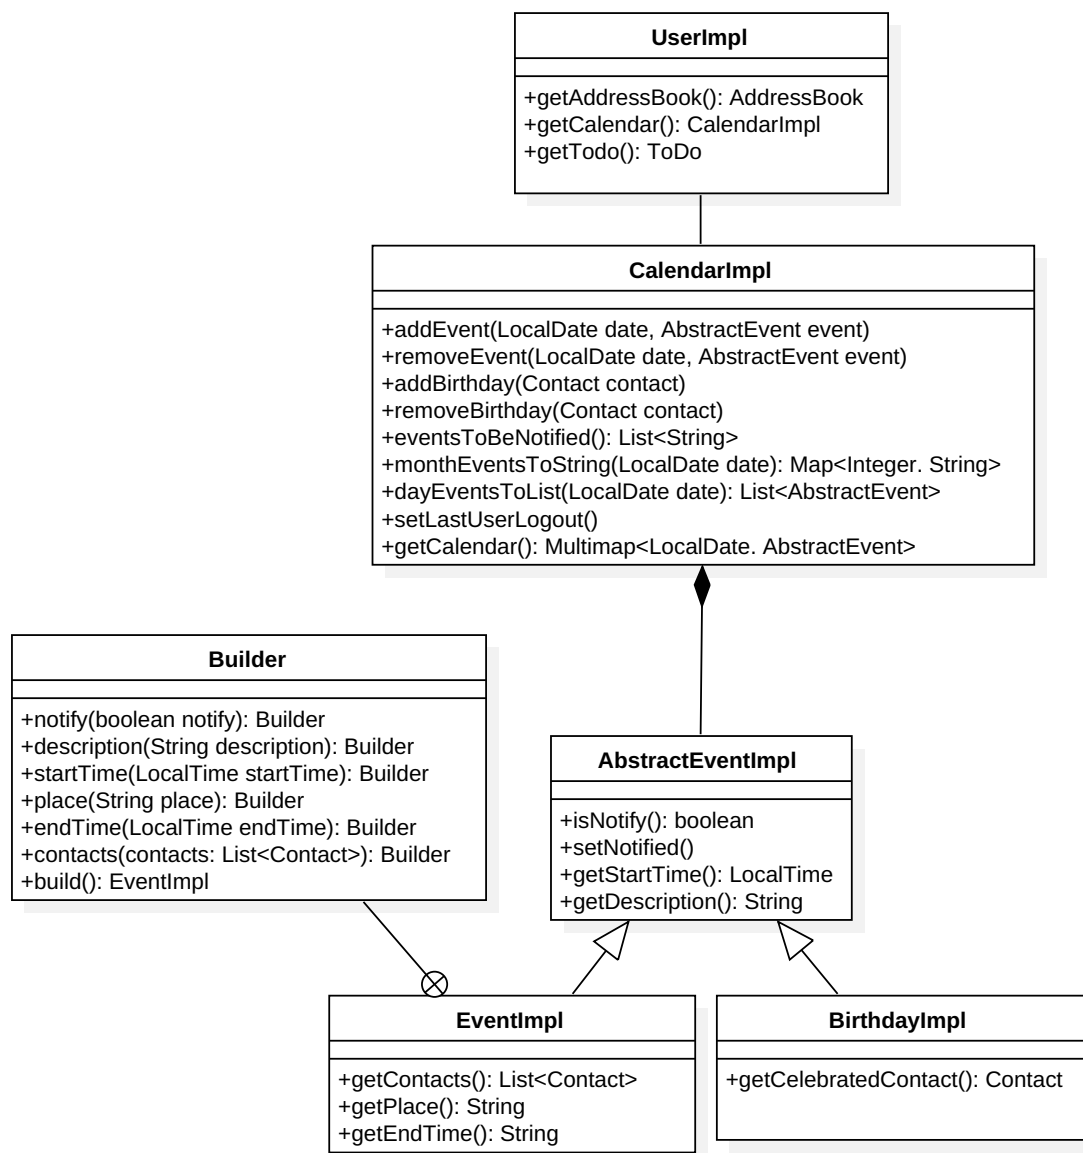 UserImpl
+getAddressBook(): AddressBook
+getCalendar(): CalendarImpl
+getTodo(): ToDo
CalendarImpl
+addEvent(LocalDate date, AbstractEvent event)
+removeEvent(LocalDate date, AbstractEvent event)
+addBirthday(Contact contact)
+removeBirthday(Contact contact)
+eventsToBeNotified(): List<String>
+monthEventsToString(LocalDate date): Map<Integer. String>
+dayEventsToList(LocalDate date): List<AbstractEvent>
+setLastUserLogout()
+getCalendar(): Multimap<LocalDate. AbstractEvent>
Builder
+notify(boolean notify): Builder
+description(String description): Builder
+startTime(LocalTime startTime): Builder
+place(String place): Builder
+endTime(LocalTime endTime): Builder
+contacts(contacts: List<Contact>): Builder
+build(): EventImpl
AbstractEventImpl
+isNotify(): boolean
+setNotified()
+getStartTime(): LocalTime
+getDescription(): String
EventImpl
+getContacts(): List<Contact>
+getPlace(): String
+getEndTime(): String
BirthdayImpl
+getCelebratedContact(): Contact